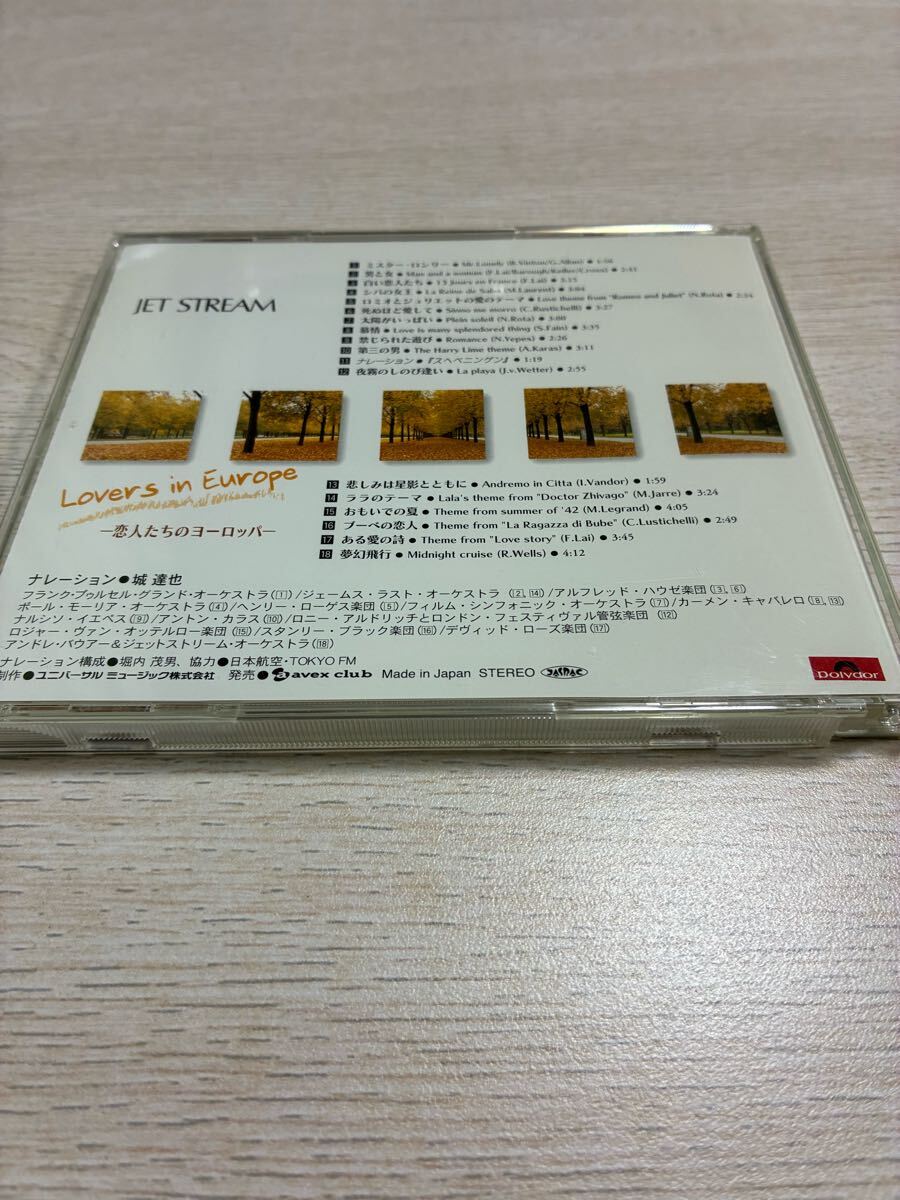 JET STREAM
1 ミスター・ロンリー ● Mr. Lonely (B.Vinton/G.Allan) ● 1:58
2 男と女 ● Man and a woman (F.Lai/Barough/Keller/Cross) ● 2:41
3 白い恋人たち ● 13 Jours en France (F.Lai) ● 3:15
4 シバの女王 ● La Reine de Saba (M.Laurent) ● 3:04
5 ロミオとジュリエットの愛のテーマ ● Love theme from "Romeo and Juliet" (N.Rota) ● 2:34
6 死ぬほど愛して ● Sinno me morro (C.Rustichelli) ● 3:27
7 太陽がいっぱい ● Plein soleil (N.Rota) ● 3:00
8 慕情 ● Love is many splendored thing (S.Fain) ● 3:35
9 禁じられた遊び ● Romance (N.Yepes) ● 2:26
10 第三の男 ● The Harry Lime theme (A.Karas) ● 3:11
11 ナレーション ● 『スヘベニンゲン』 ● 1:19
12 夜霧のしのび逢い ● La playa (J.v.Wetter) ● 2:55
Lovers in Europe
―恋人たちのヨーロッパ―
13 悲しみは星影とともに ● Andremo in Citta (I.Vandor) ● 1:59
14 ララのテーマ ● Lala's theme from "Doctor Zhivago" (M.Jarre) ● 3:24
15 おもいでの夏 ● Theme from summer of '42 (M.Legrand) ● 4:05
16 ブーベの恋人 ● Theme from "La Ragazza di Bube" (C.Lustichelli) ● 2:49
17 ある愛の詩 ● Theme from "Love story" (F.Lai) ● 3:45
18 夢幻飛行 ● Midnight cruise (R.Wells) ● 4:12
ナレーション●城 達也
フランク・プゥルセル・グランド・オーケストラ(1)/ジェームス・ラスト・オーケストラ (2, 14)/アルフレッド・ハウゼ楽団(3, 6)
ポール・モーリア・オーケストラ(4)/ヘンリー・ローゲス楽団(5)/フィルム・シンフォニック・オーケストラ(7)/カーメン・キャバレロ(8, 13)
ナルシソ・イエペス(9)/アントン・カラス(10)/ロニー・アルドリッチとロンドン・フェスティヴァル管弦楽団 (12)
ロジャー・ヴァン・オッテルロー楽団(15)/スタンリー・ブラック楽団(16)/デヴィッド・ローズ楽団(17)
アンドレ・バウアー＆ジェットストリーム・オーケストラ(18)
ナレーション構成●堀内 茂男、協力●日本航空・TOKYO FM
制作●ユニバーサル ミュージック株式会社 発売●avex club Made in Japan STEREO JASRAC
Polydor